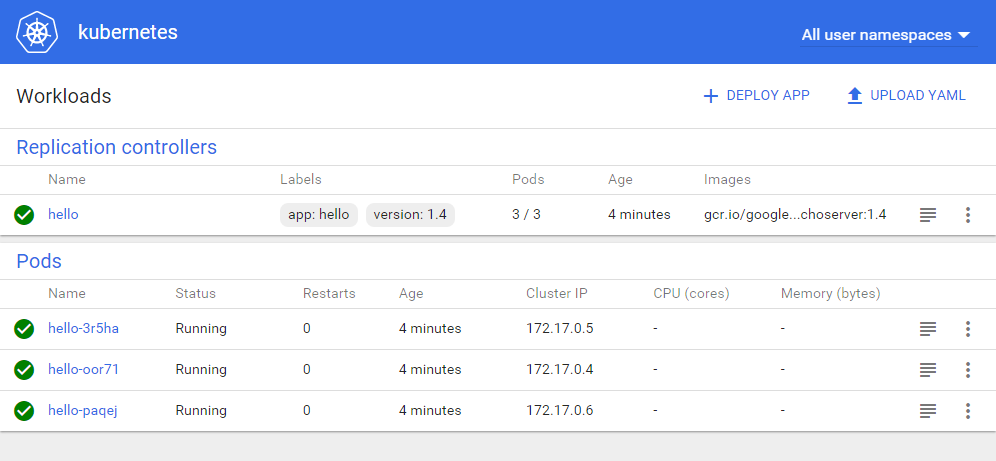 kubernetes
All user namespaces
Workloads
DEPLOY APP UPLOAD YAML
Replication controllers
Name Labels Pods Age Images
hello app: hello version: 1.4 3 / 3 4 minutes gcr.io/google...choserver:1.4
Pods
Name Status Restarts Age Cluster IP CPU (cores) Memory (bytes)
hello-3r5ha Running 0 4 minutes 172.17.0.5 - -
hello-oor71 Running 0 4 minutes 172.17.0.4 - -
hello-paqej Running 0 4 minutes 172.17.0.6 - -